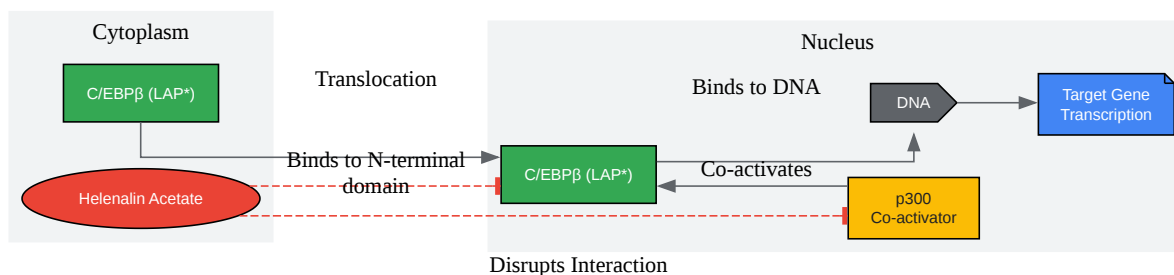 Cytoplasm
Nucleus
C/EBPβ (LAP*)
Translocation
Binds to DNA
DNA
Target Gene
Transcription
Binds to N-terminal
domain
C/EBPβ (LAP*)
Co-activates
Helenalin Acetate
p300
Co-activator
Disrupts Interaction